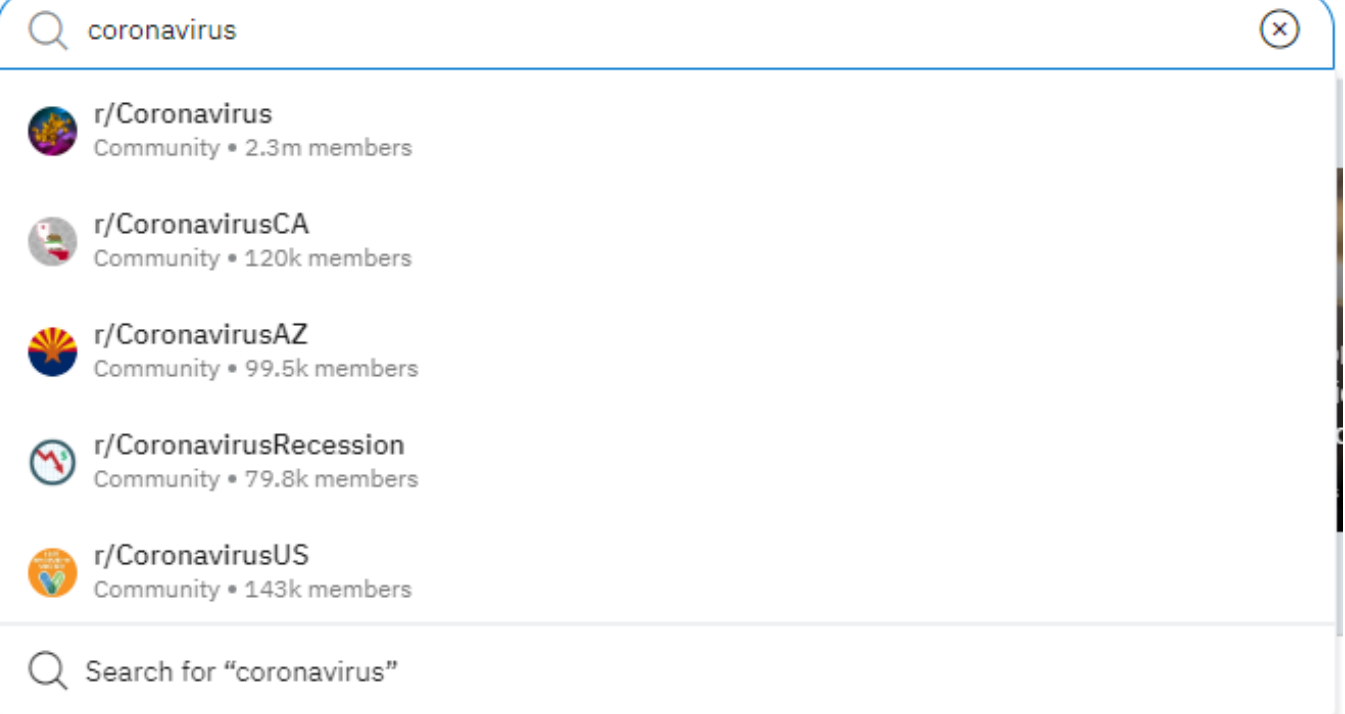 coronavirus
r/Coronavirus
Community • 2.3m members
r/CoronavirusCA
Community • 120k members
r/CoronavirusAZ
Community • 99.5k members
r/CoronavirusRecession
Community • 79.8k members
r/CoronavirusUS
Community • 143k members
Search for “coronavirus”